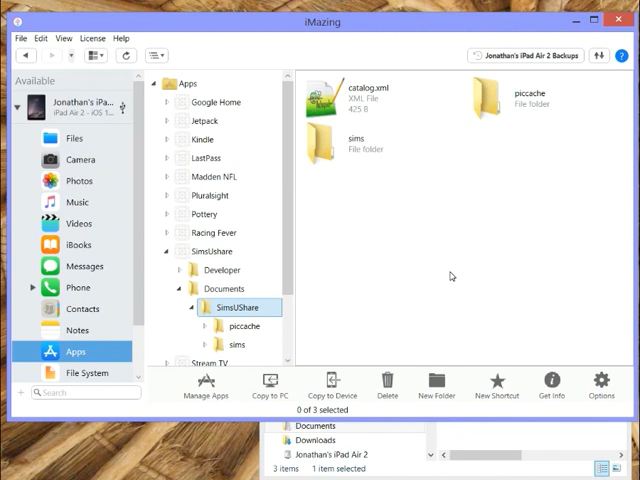 iMazing
File Edit View License Help
Jonathan's iPad Air 2 Backups
Available
Jonathan's iPa...
iPad Air 2 - iOS 1...
Files
Camera
Photos
Music
Videos
iBooks
Messages
Phone
Contacts
Notes
Apps
File System
Search
Apps
Google Home
Jetpack
Kindle
LastPass
Madden NFL
Pluralsight
Pottery
Racing Fever
SimsUshare
Developer
Documents
SimsUShare
piccache
sims
Stream TV
catalog.xml
XML File
425 B
piccache
File folder
sims
File folder
Manage Apps Copy to PC Copy to Device Delete New Folder New Shortcut Get Info Options
0 of 3 selected
Documents
Downloads
Jonathan's iPad Air 2
3 items 1 item selected